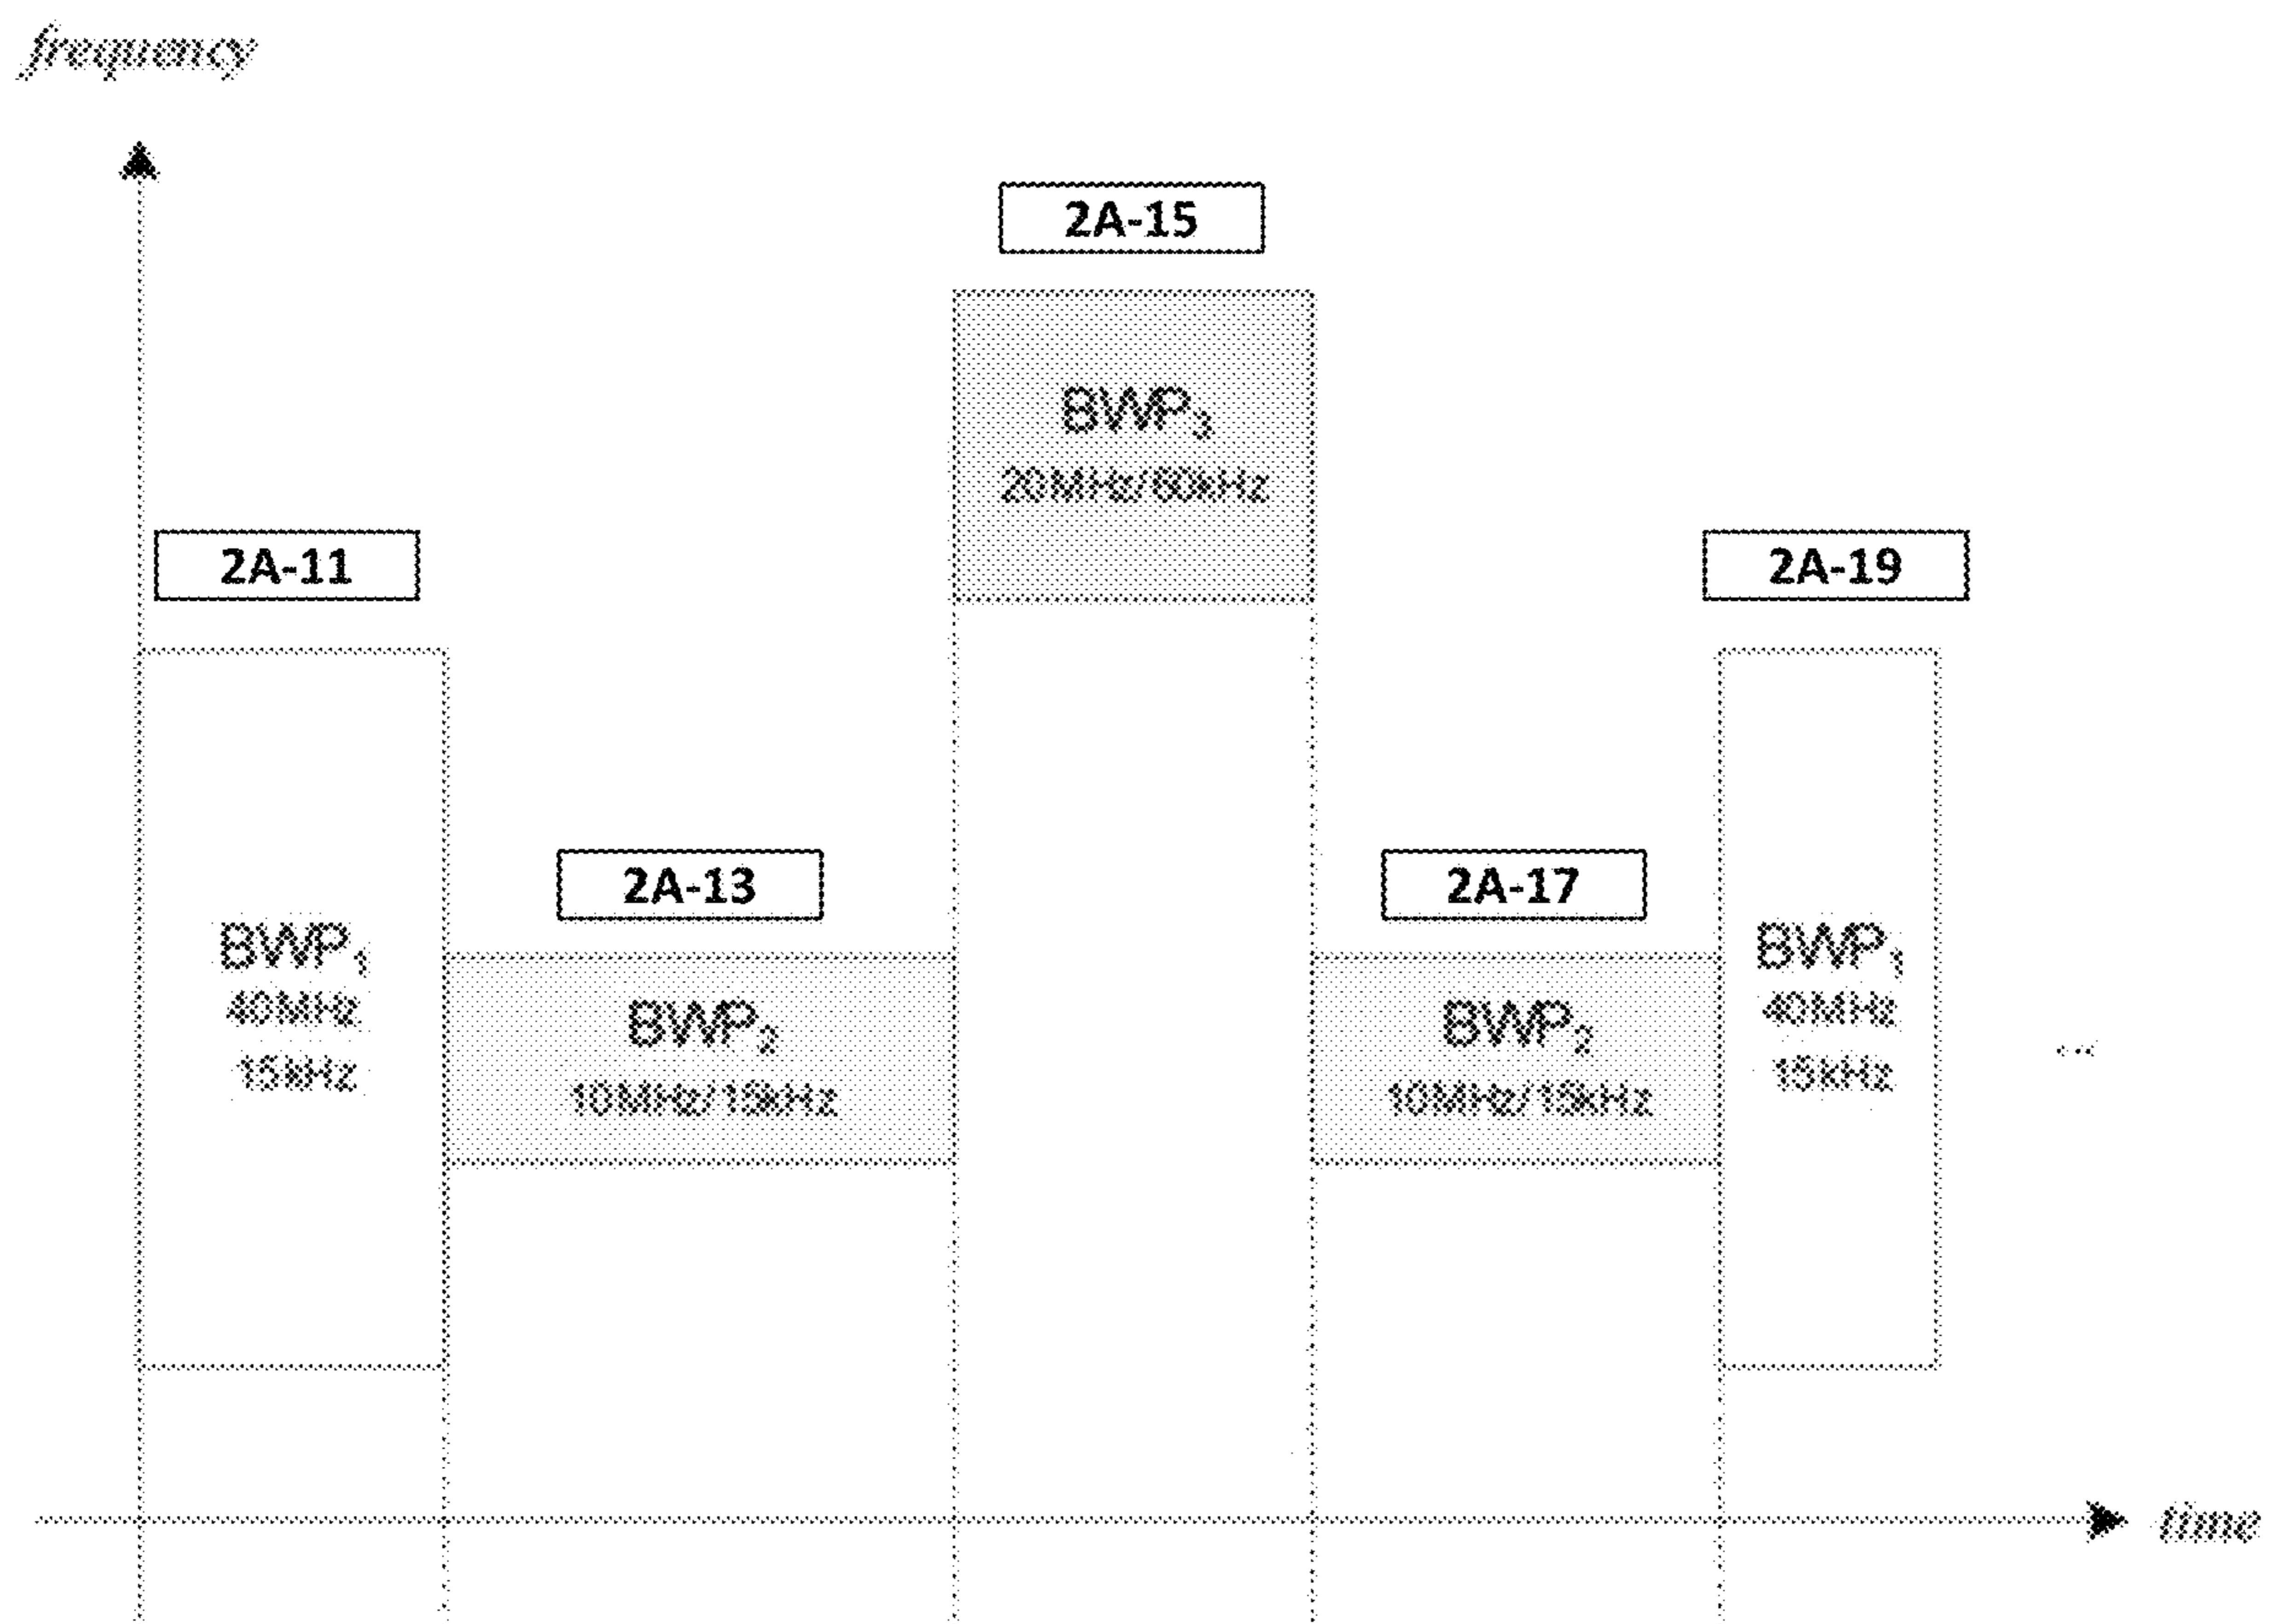 frequency
2A-15
BWP3
20MHz/60kHz
2A-11
2A-19
2A-13
2A-17
BWP1
40MHz
15kHz
BWP2
10MHz/15kHz
BWP2
10MHz/15kHz
BWP1
40MHz
15kHz
...
time